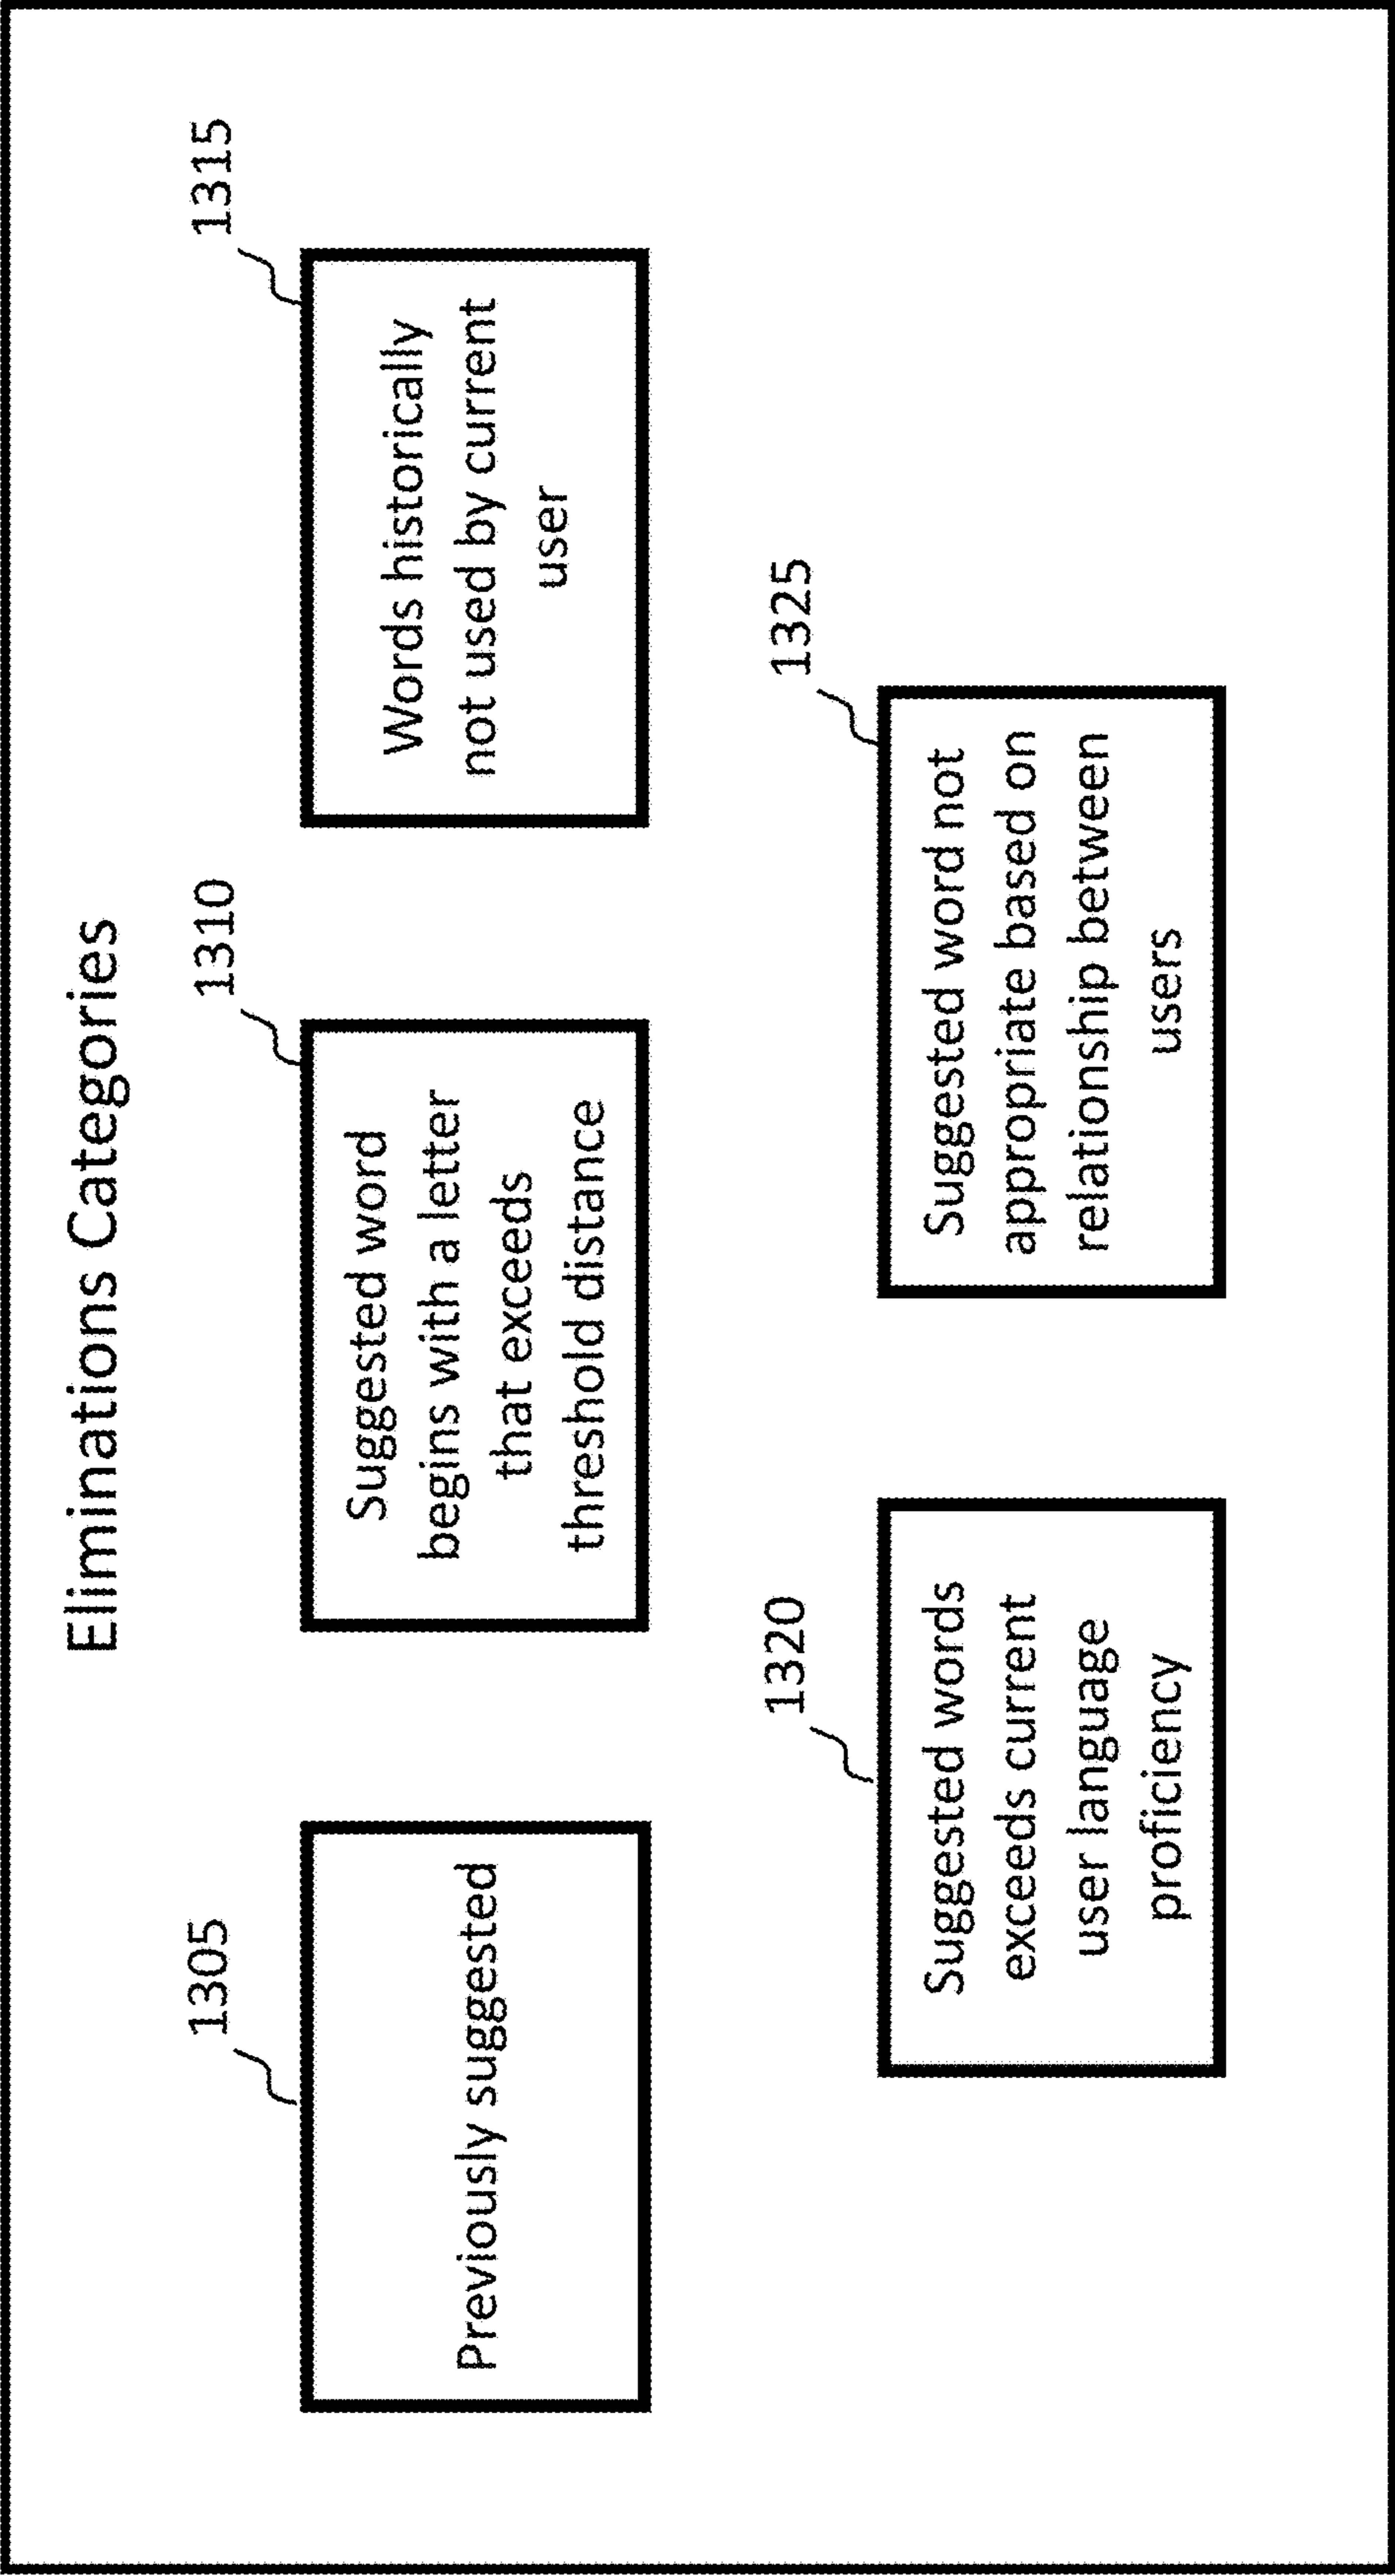 Eliminations Categories
1305
Previously suggested
1310
Suggested word
begins with a letter
that exceeds
threshold distance
1315
Words historically
not used by current
user
1320
Suggested words
exceeds current
user language
proficiency
1325
Suggested word not
appropriate based on
relationship between
users